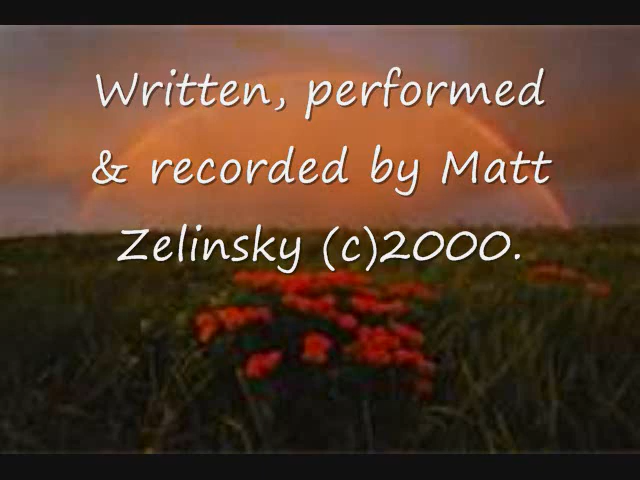 Written, performed
& recorded by Matt
Zelinsky (c)2000.